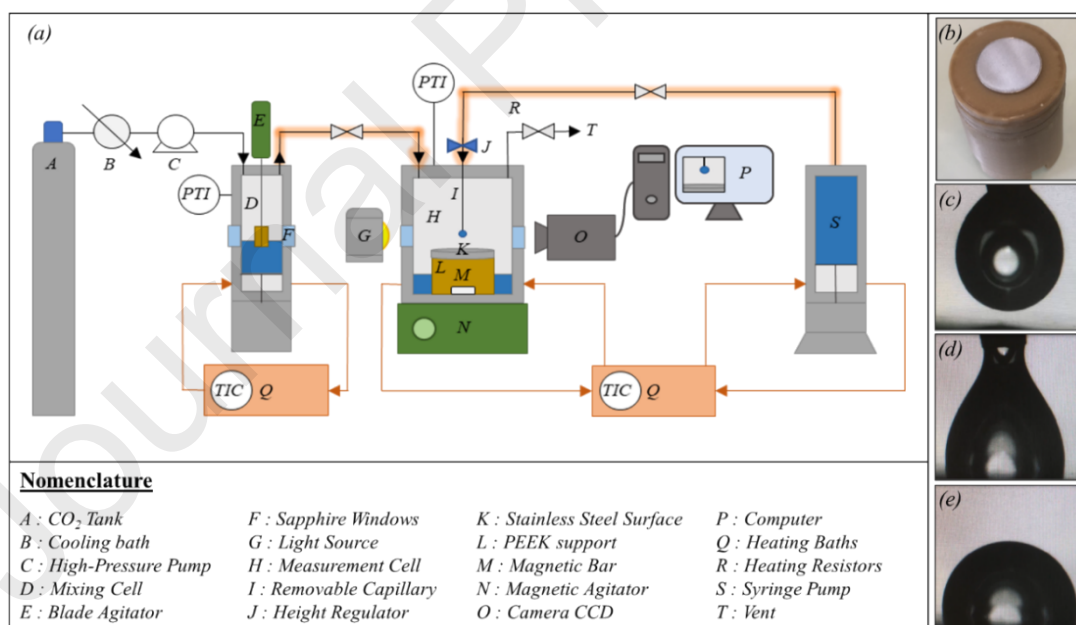 (a)
(b)
PTI
E
R
T
J
A
B
C
PTI
D
I
P
H
G
F
O
S
K
L
M
N
(c)
(d)
TIC Q
TIC Q
(e)
Nomenclature
A : CO₂ Tank
B : Cooling bath
C : High-Pressure Pump
D : Mixing Cell
E : Blade Agitator
F : Sapphire Windows
G : Light Source
H : Measurement Cell
I : Removable Capillary
J : Height Regulator
K : Stainless Steel Surface
L : PEEK support
M : Magnetic Bar
N : Magnetic Agitator
O : Camera CCD
P : Computer
Q : Heating Baths
R : Heating Resistors
S : Syringe Pump
T : Vent